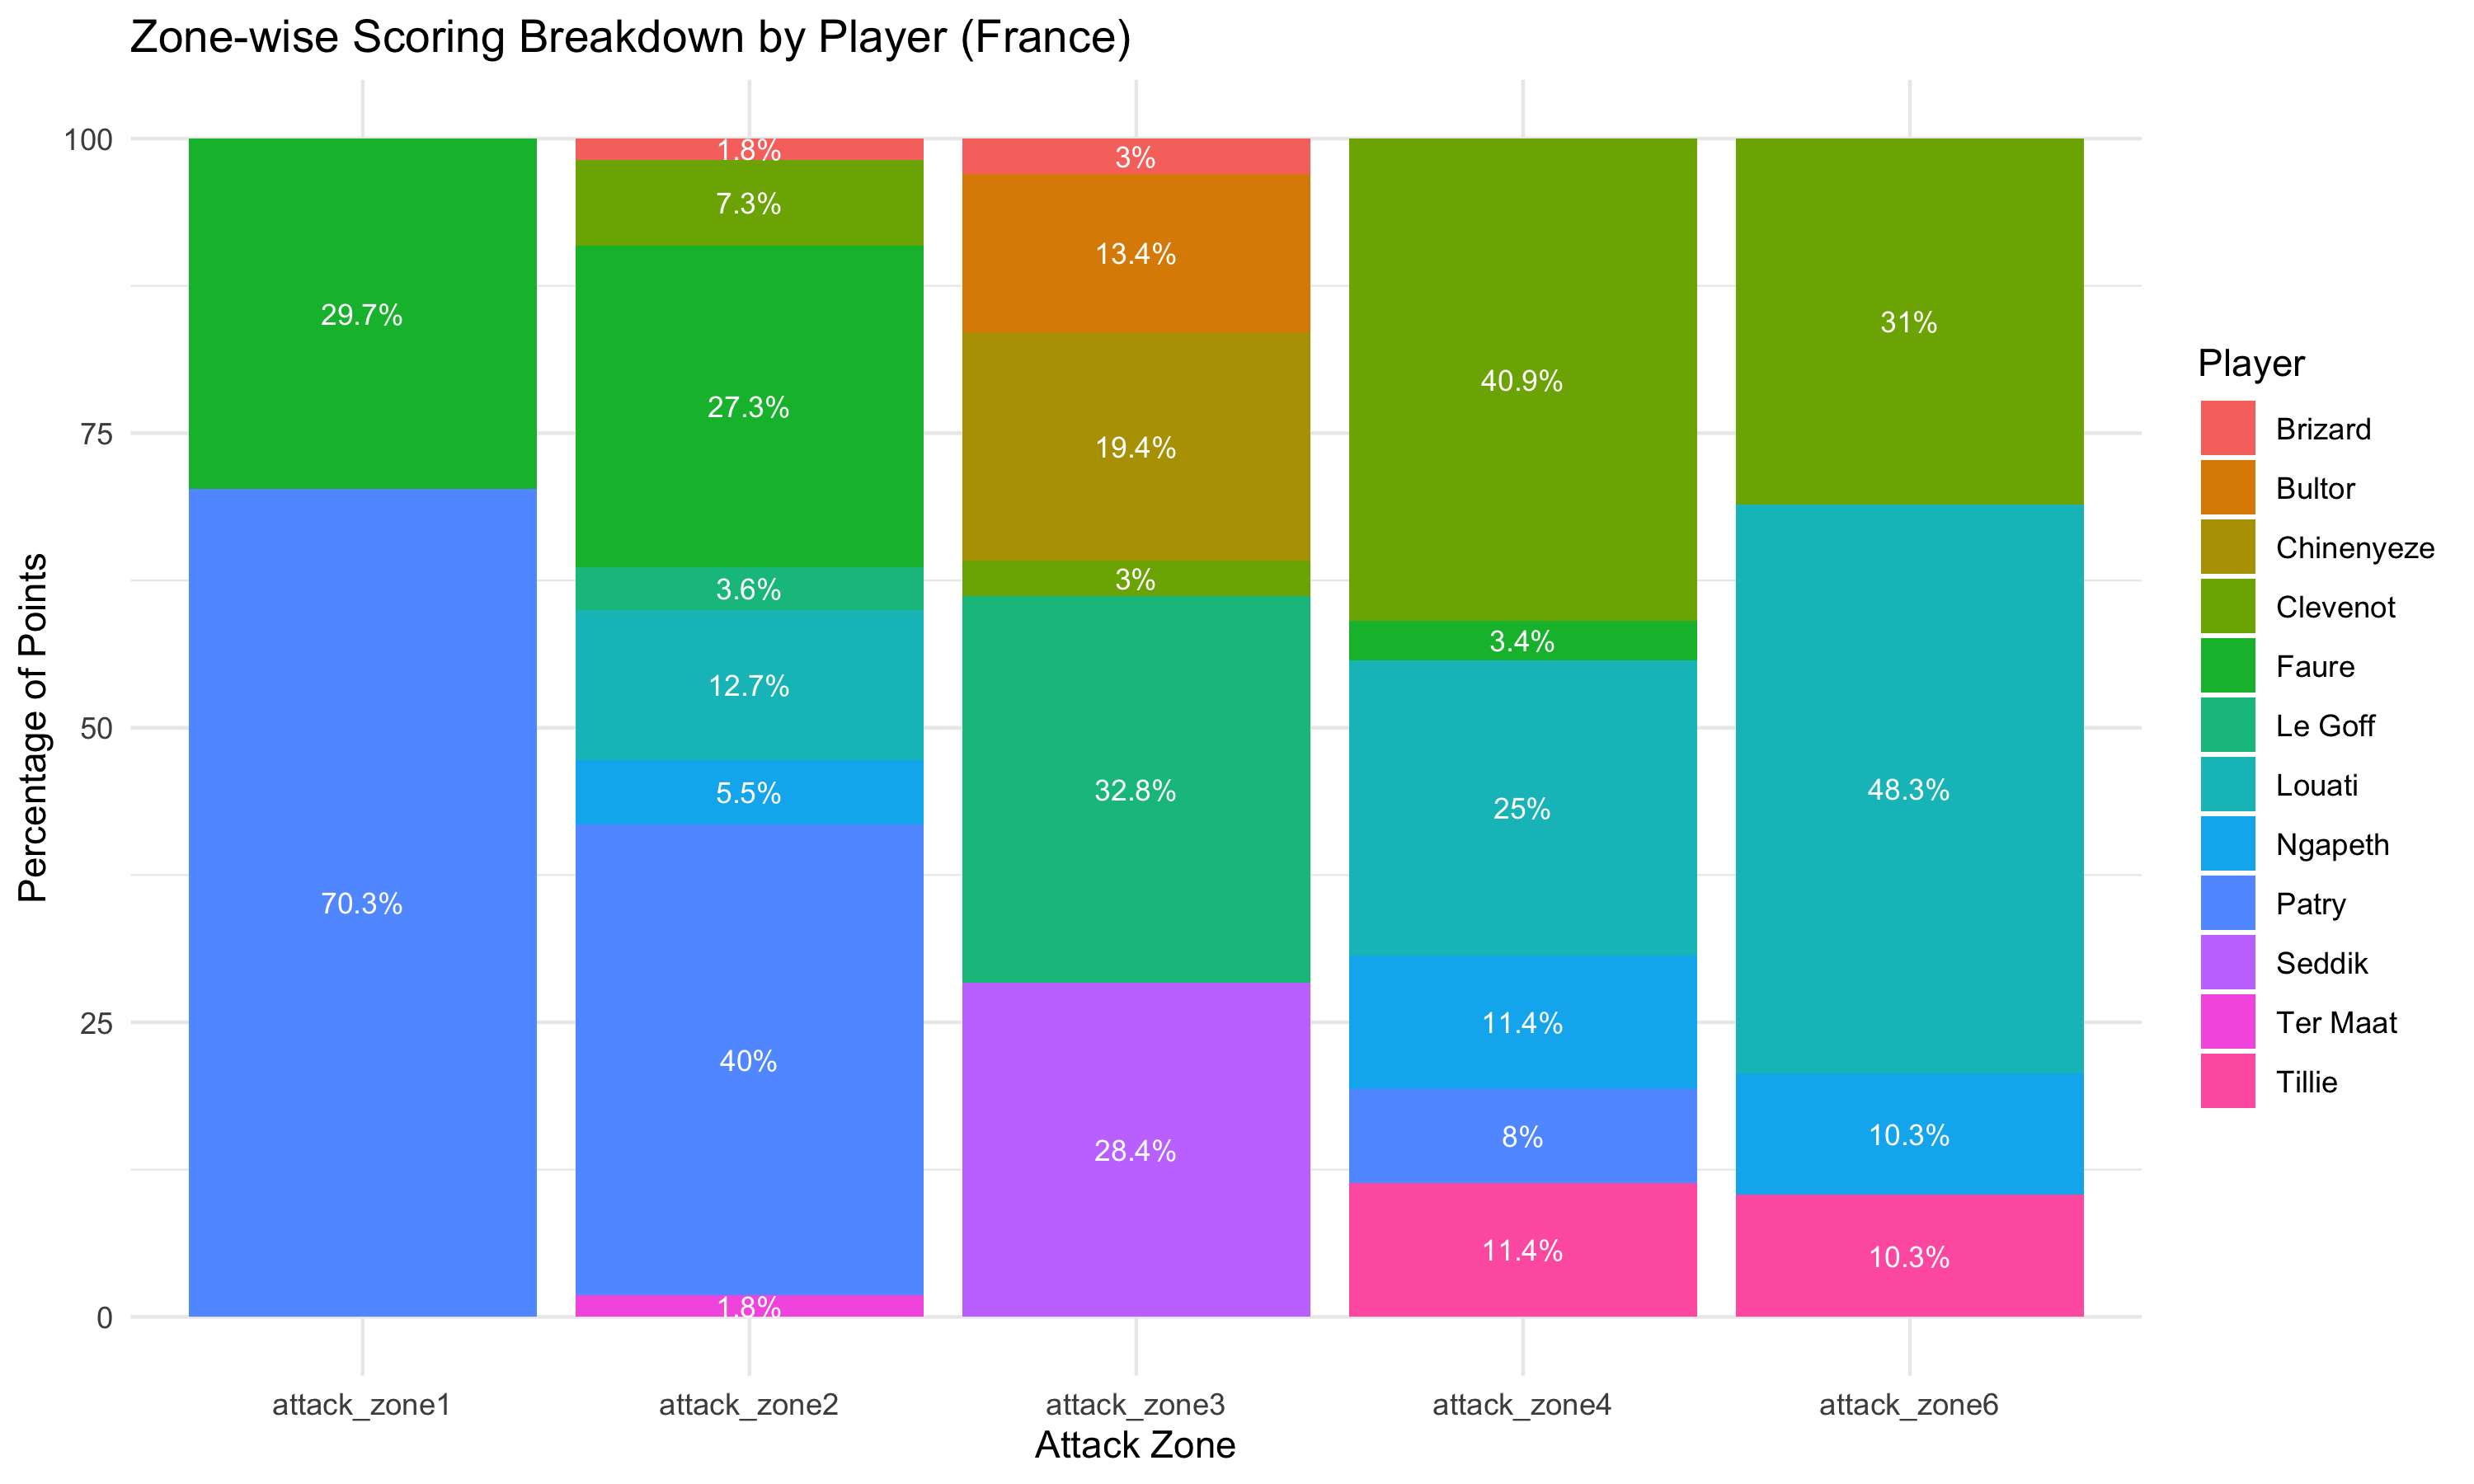 Zone-wise Scoring Breakdown by Player (France)
Percentage of Points
100
75
50
25
0
29.7%
70.3%
1.8%
7.3%
27.3%
3.6%
12.7%
5.5%
40%
1.8%
3%
13.4%
19.4%
3%
32.8%
28.4%
40.9%
3.4%
25%
11.4%
8%
11.4%
31%
48.3%
10.3%
10.3%
attack_zone1
attack_zone2
attack_zone3
attack_zone4
attack_zone6
Attack Zone
Player
Brizard
Bultor
Chinenyeze
Clevenot
Faure
Le Goff
Louati
Ngapeth
Patry
Seddik
Ter Maat
Tillie